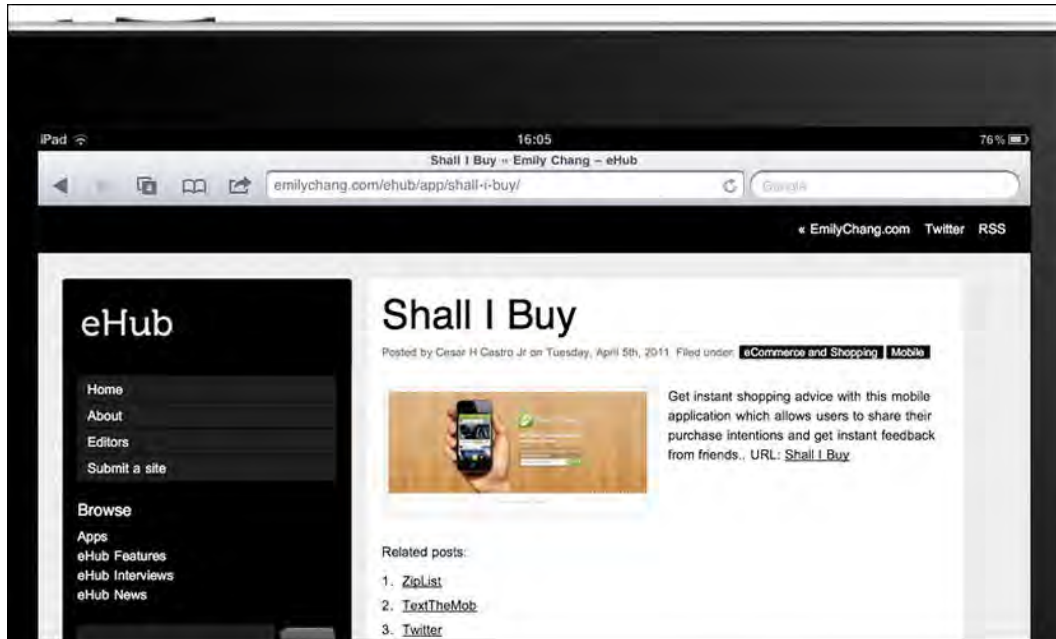 iPad
16:05
76%
Shall I Buy « Emily Chang – eHub
emilychang.com/ehub/app/shall-i-buy/
Google
« EmilyChang.com Twitter RSS
eHub
Home
About
Editors
Submit a site
Browse
Apps
eHub Features
eHub Interviews
eHub News
Shall I Buy
Posted by Cesar H Castro Jr on Tuesday, April 5th, 2011 Filed under: eCommerce and Shopping Mobile
Get instant shopping advice with this mobile
application which allows users to share their
purchase intentions and get instant feedback
from friends.. URL: Shall I Buy
Related posts:
1. ZipList
2. TextTheMob
3. Twitter